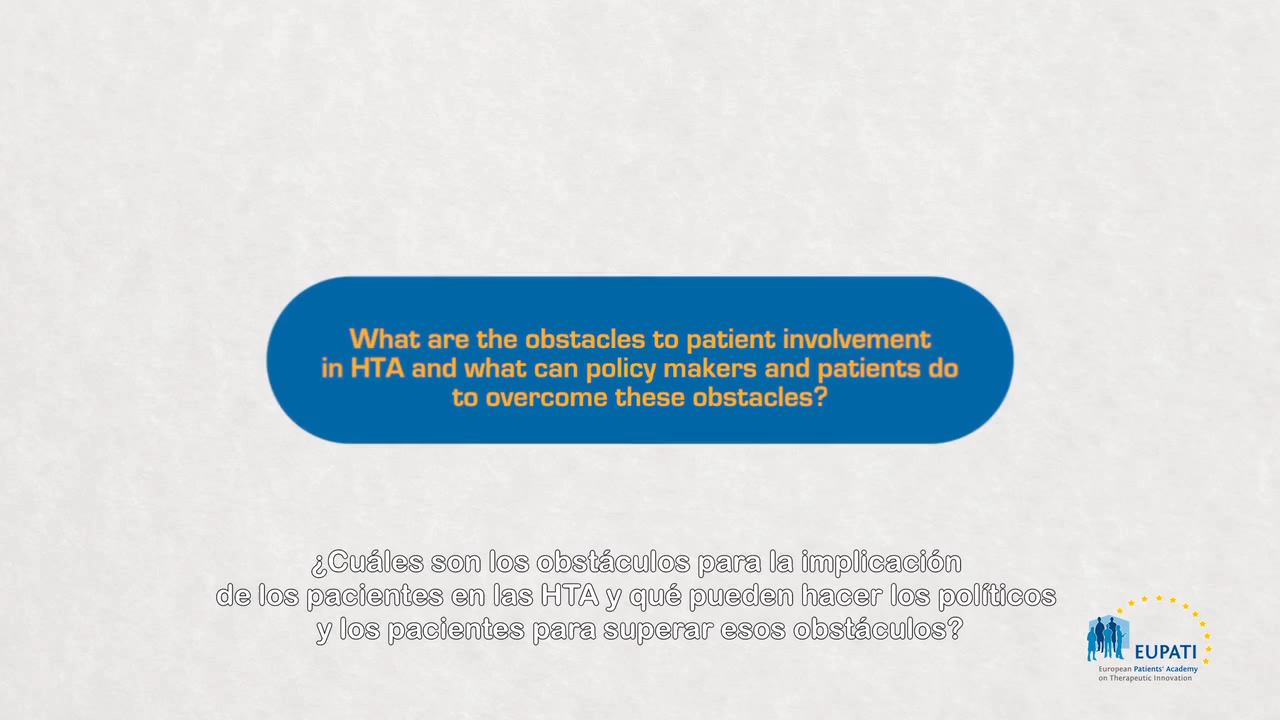 What are the obstacles to patient involvement
in HTA and what can policy makers and patients do
to overcome these obstacles?
¿Cuáles son los obstáculos para la implicación
de los pacientes en las HTA y qué pueden hacer los políticos
y los pacientes para superar esos obstáculos?
EUPATI
European Patients' Academy
on Therapeutic Innovation